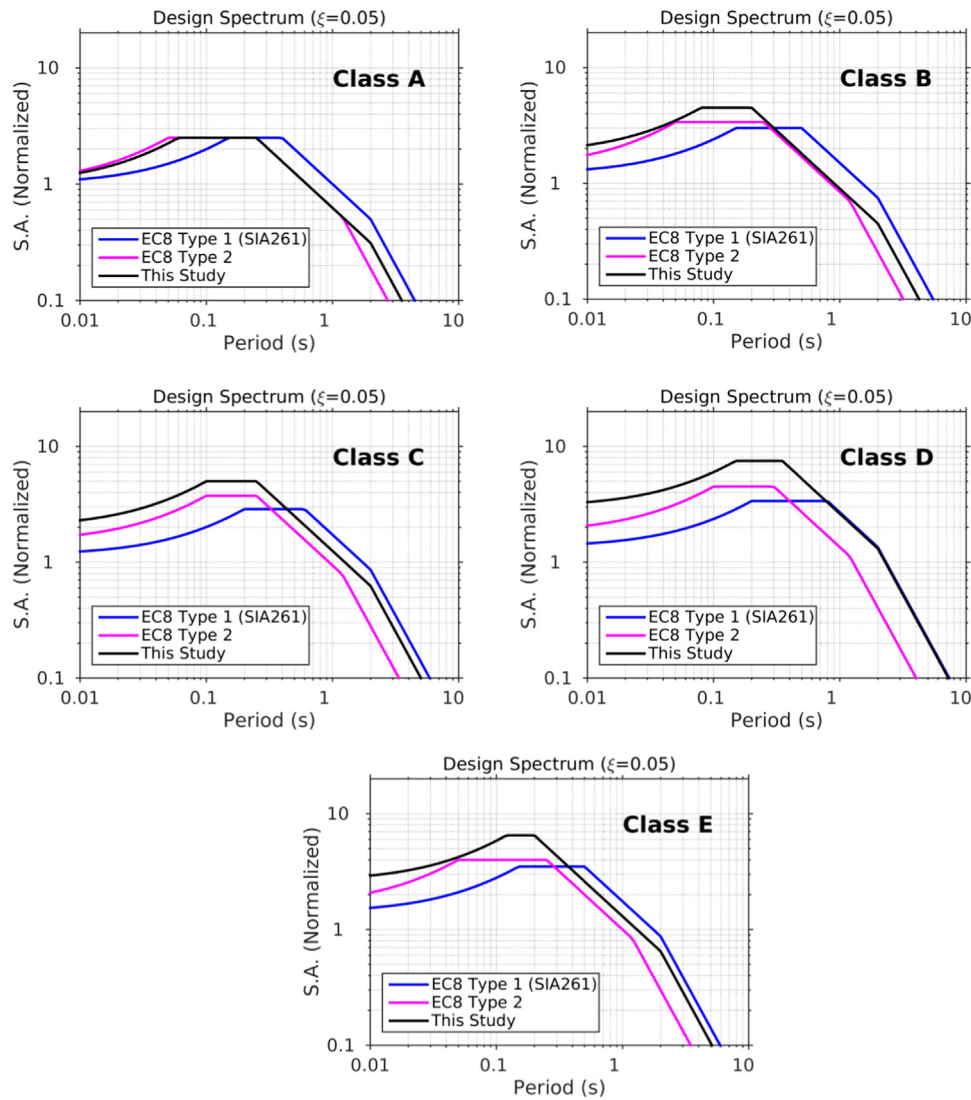 Design Spectrum (ξ=0.05)
Class A
S.A. (Normalized)
10
1
0.1
EC8 Type 1 (SIA261)
EC8 Type 2
This Study
0.01 0.1 1 10
Period (s)
Design Spectrum (ξ=0.05)
Class B
S.A. (Normalized)
10
1
0.1
EC8 Type 1 (SIA261)
EC8 Type 2
This Study
0.01 0.1 1 10
Period (s)
Design Spectrum (ξ=0.05)
Class C
S.A. (Normalized)
10
1
0.1
EC8 Type 1 (SIA261)
EC8 Type 2
This Study
0.01 0.1 1 10
Period (s)
Design Spectrum (ξ=0.05)
Class D
S.A. (Normalized)
10
1
0.1
EC8 Type 1 (SIA261)
EC8 Type 2
This Study
0.01 0.1 1 10
Period (s)
Design Spectrum (ξ=0.05)
Class E
S.A. (Normalized)
10
1
0.1
EC8 Type 1 (SIA261)
EC8 Type 2
This Study
0.01 0.1 1 10
Period (s)